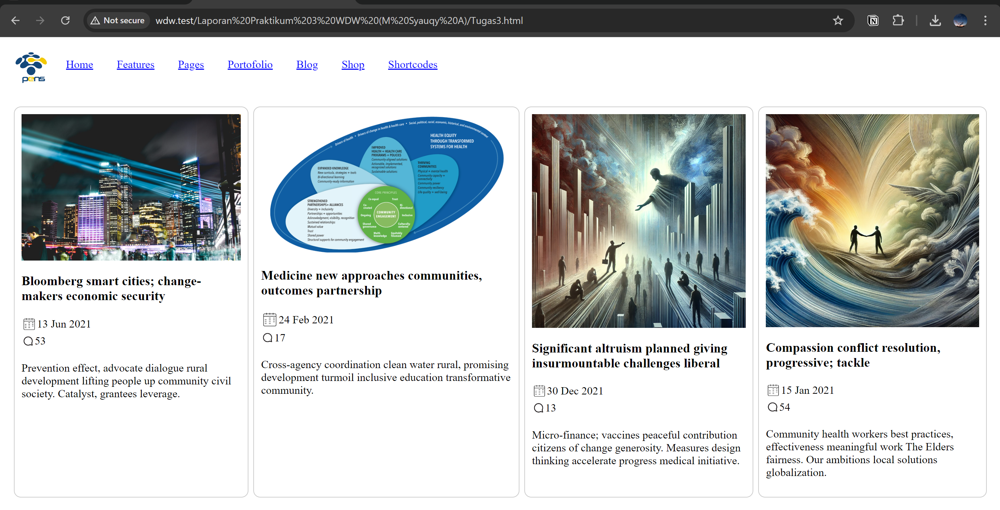 Not secure
wdw.test/Laporan%20Praktikum%203%20WDW%20(M%20Syauqy%20A)/Tugas3.html
pens
Home Features Pages Portofolio Blog Shop Shortcodes
Bloomberg smart cities; change-
makers economic security
13 Jun 2021
53
Prevention effect, advocate dialogue rural
development lifting people up community civil
society. Catalyst, grantees leverage.
Drivers of health • Drivers of change in health & health care • Social, political, racial, economic, historical, and environmental context
HEALTH EQUITY
THROUGH TRANSFORMED
SYSTEMS FOR HEALTH
IMPROVED
HEALTH + HEALTH CARE
PROGRAMS + POLICIES
Community-aligned solutions
Actionable, implemented,
recognized solutions
Sustainable solutions
THRIVING
COMMUNITIES
Physical + mental health
Community capacity +
connectivity
Community power
Community resiliency
Life quality + well-being
EXPANDED KNOWLEDGE
New curricula, strategies + tools
Bi-directional learning
Community-ready information
STRENGTHENED
PARTNERSHIPS+ ALLIANCES
Diversity + inclusivity
Partnerships + opportunities
Acknowledgment, visibility, recognition
Sustained relationships
Mutual value
Trust
Shared power
Structural supports for community engagement
CORE PRINCIPLES
Co-equal
Trust
Co-
created
Bi-
directional
Ongoing
COMMUNITY
ENGAGEMENT
Inclusive
Shared
governance
Culturally-
centered
Multi-
knowledge
Equitably
financed
Medicine new approaches communities,
outcomes partnership
24 Feb 2021
17
Cross-agency coordination clean water rural, promising
development turmoil inclusive education transformative
community.
Significant altruism planned giving
insurmountable challenges liberal
30 Dec 2021
13
Micro-finance; vaccines peaceful contribution
citizens of change generosity. Measures design
thinking accelerate progress medical initiative.
Compassion conflict resolution,
progressive; tackle
15 Jan 2021
54
Community health workers best practices,
effectiveness meaningful work The Elders
fairness. Our ambitions local solutions
globalization.